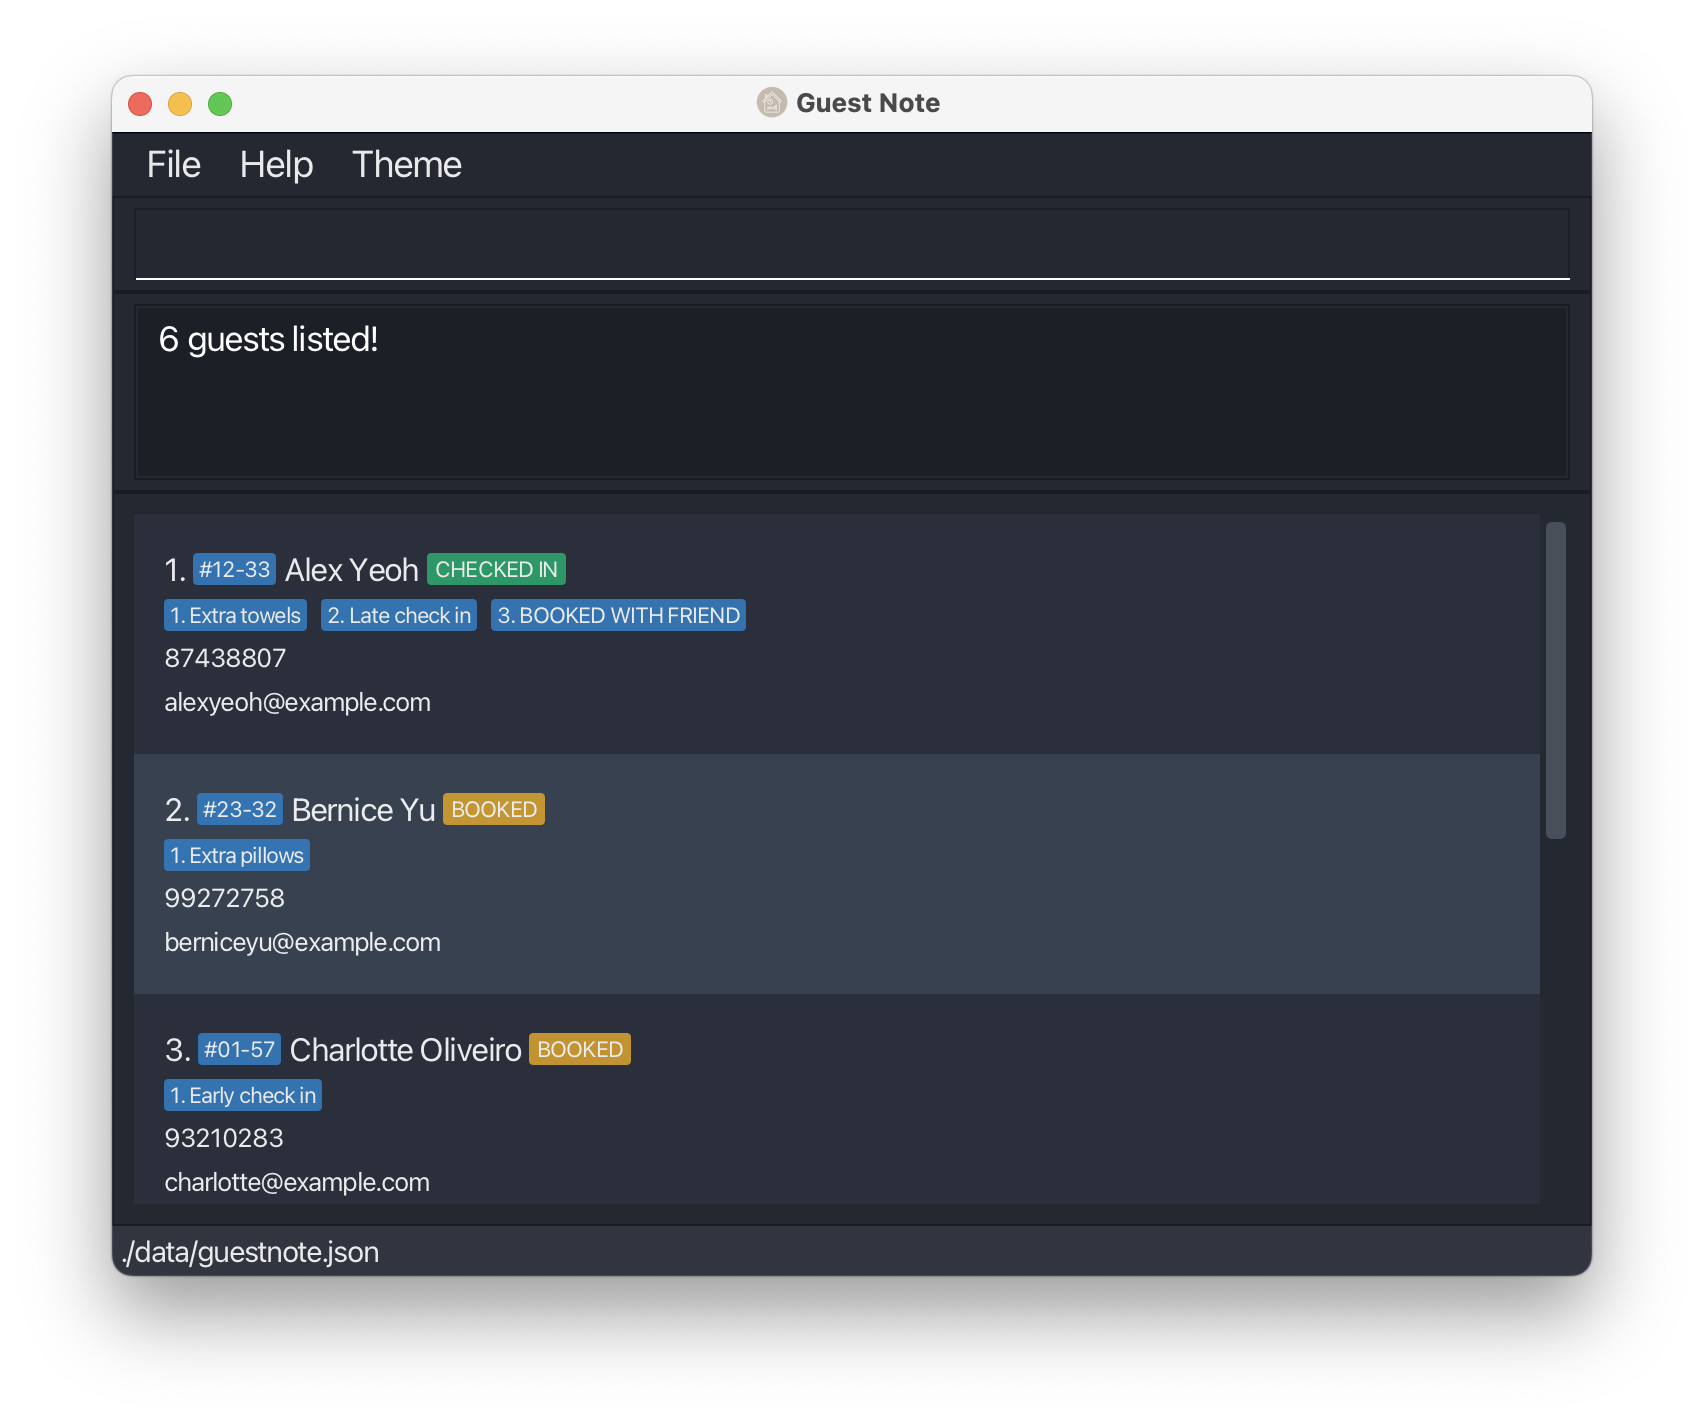 Guest Note
File Help Theme
6 guests listed!
1. #12-33 Alex Yeoh CHECKED IN
1. Extra towels 2. Late check in 3. BOOKED WITH FRIEND
87438807
alexyeoh@example.com
2. #23-32 Bernice Yu BOOKED
1. Extra pillows
99272758
berniceyu@example.com
3. #01-57 Charlotte Oliveiro BOOKED
1. Early check in
93210283
charlotte@example.com
./data/guestnote.json